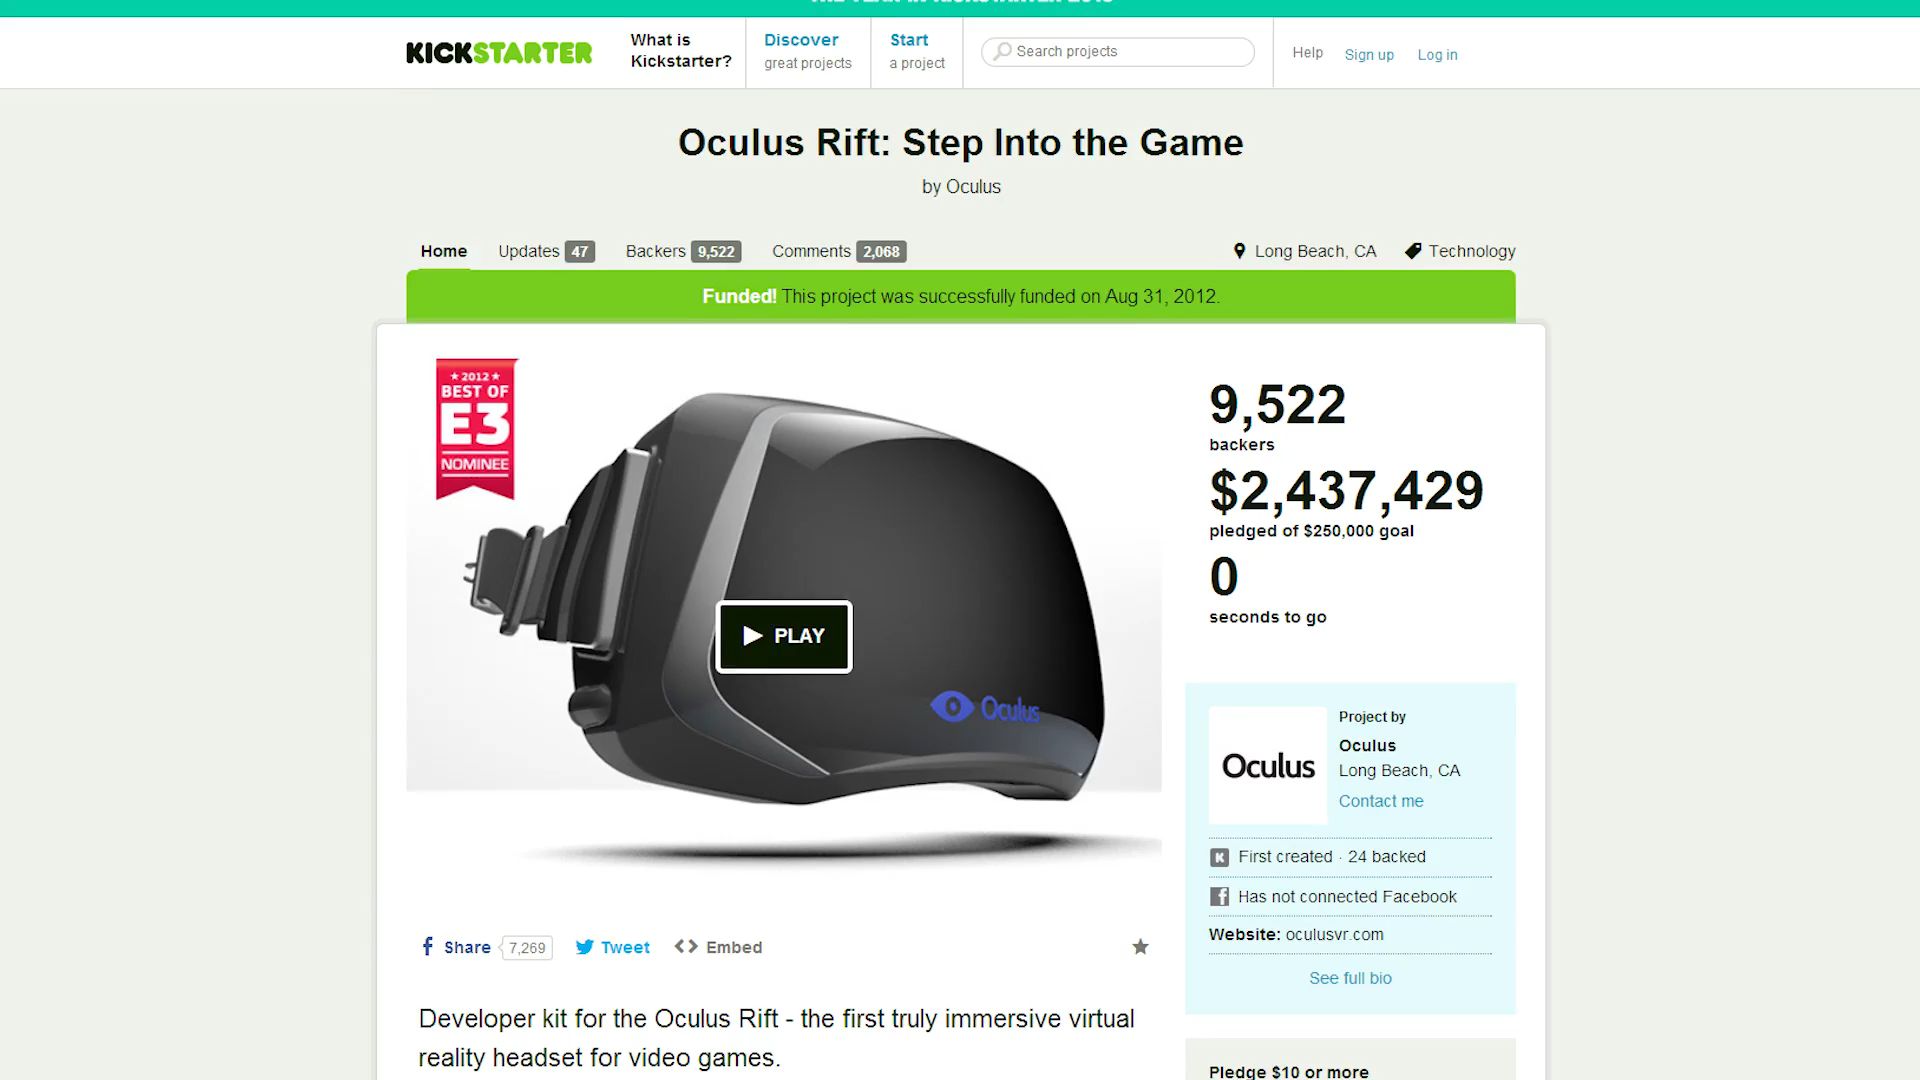 THE YEAR IN KICKSTARTER 2013
KICKSTARTER
What is
Kickstarter?
Discover
great projects
Start
a project
Search projects
Help
Sign up
Log in
Oculus Rift: Step Into the Game
by Oculus
Home
Updates 47
Backers 9,522
Comments 2,068
Long Beach, CA
Technology
Funded! This project was successfully funded on Aug 31, 2012.
2012
BEST OF
E3
NOMINEE
PLAY
Oculus
9,522
backers
$2,437,429
pledged of $250,000 goal
0
seconds to go
Oculus
Project by
Oculus
Long Beach, CA
Contact me
First created · 24 backed
Has not connected Facebook
Website: oculusvr.com
See full bio
Share 7,269
Tweet
Embed
Developer kit for the Oculus Rift - the first truly immersive virtual
reality headset for video games.
Pledge $10 or more